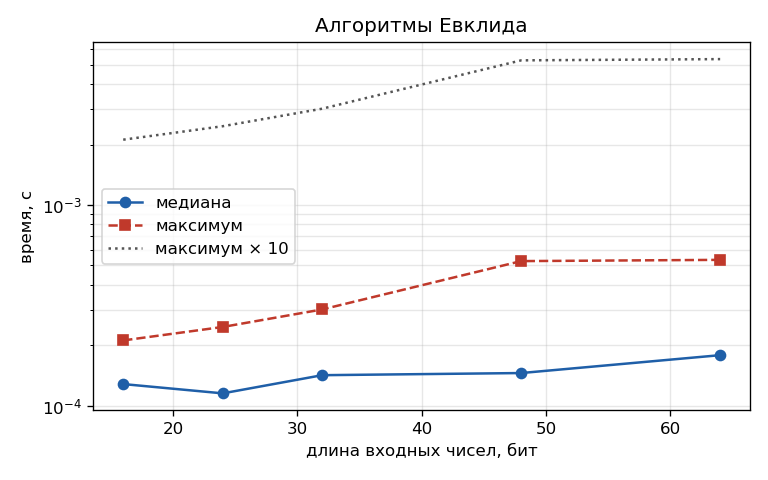 Алгоритмы Евклида
время, с
10⁻³
10⁻⁴
медиана
максимум
максимум × 10
20 30 40 50 60
длина входных чисел, бит